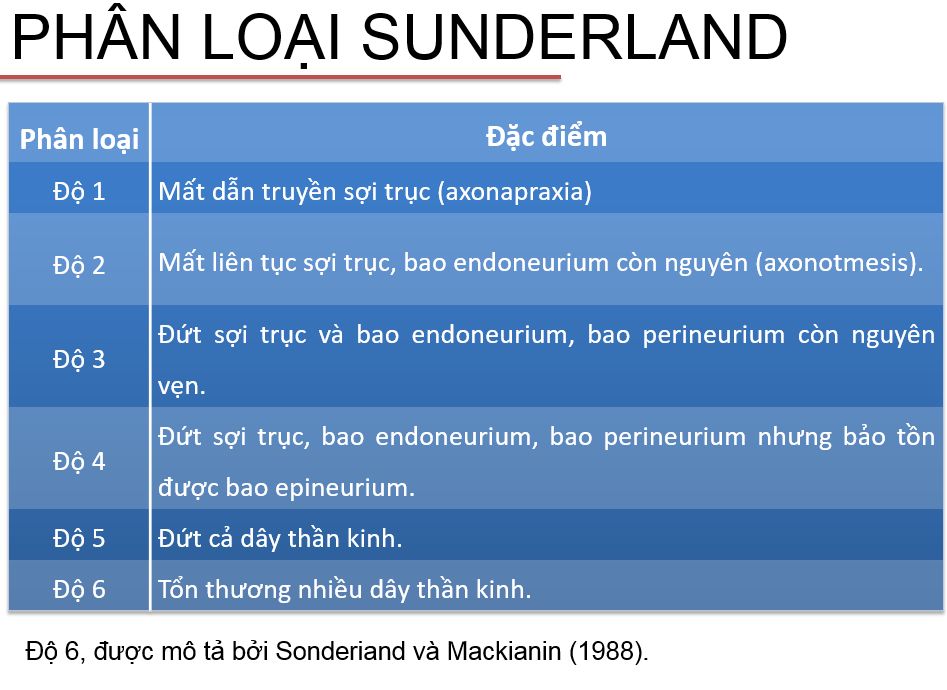 PHÂN LOẠI SUNDERLAND
Phân loại
Đặc điểm
Độ 1
Mất dẫn truyền sợi trục (axonapraxia)
Độ 2
Mất liên tục sợi trục, bao endoneurium còn nguyên (axonotmesis).
Độ 3
Đứt sợi trục và bao endoneurium, bao perineurium còn nguyên
vẹn.
Độ 4
Đứt sợi trục, bao endoneurium, bao perineurium nhưng bảo tồn
được bao epineurium.
Độ 5
Đứt cả dây thần kinh.
Độ 6
Tổn thương nhiều dây thần kinh.
Độ 6, được mô tả bởi Sonderiand và Mackianin (1988).